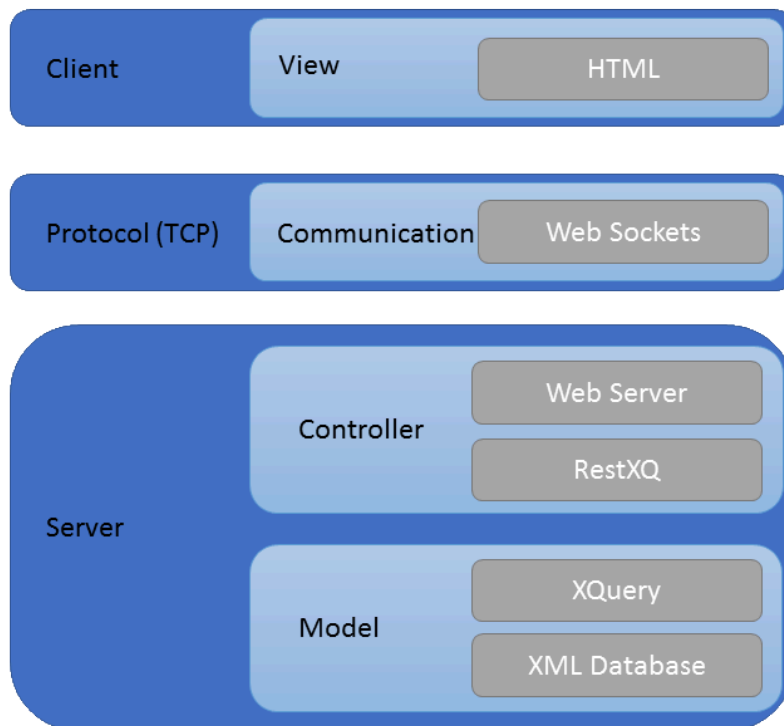 Client
View
HTML
Protocol (TCP)
Communication
Web Sockets
Server
Controller
Web Server
RestXQ
Model
XQuery
XML Database